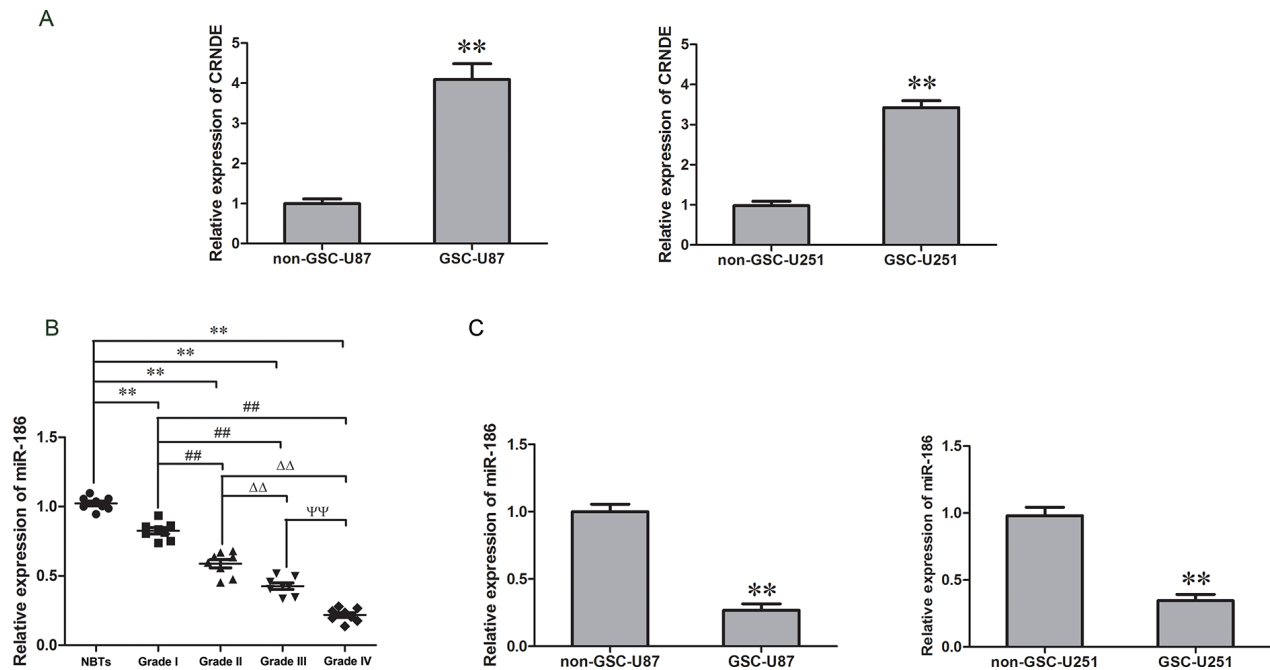 A
Relative expression of CRNDE
5
4
3
2
1
0
**
non-GSC-U87
GSC-U87
Relative expression of CRNDE
5
4
3
2
1
0
**
non-GSC-U251
GSC-U251
B
**
**
**
**
##
##
##
ΔΔ
ΔΔ
ΨΨ
Relative expression of miR-186
1.5
1.0
0.5
0.0
NBTs
Grade I
Grade II
Grade III
Grade IV
C
Relative expression of miR-186
1.5
1.0
0.5
0.0
**
non-GSC-U87
GSC-U87
Relative expression of miR-186
1.5
1.0
0.5
0.0
**
non-GSC-U251
GSC-U251